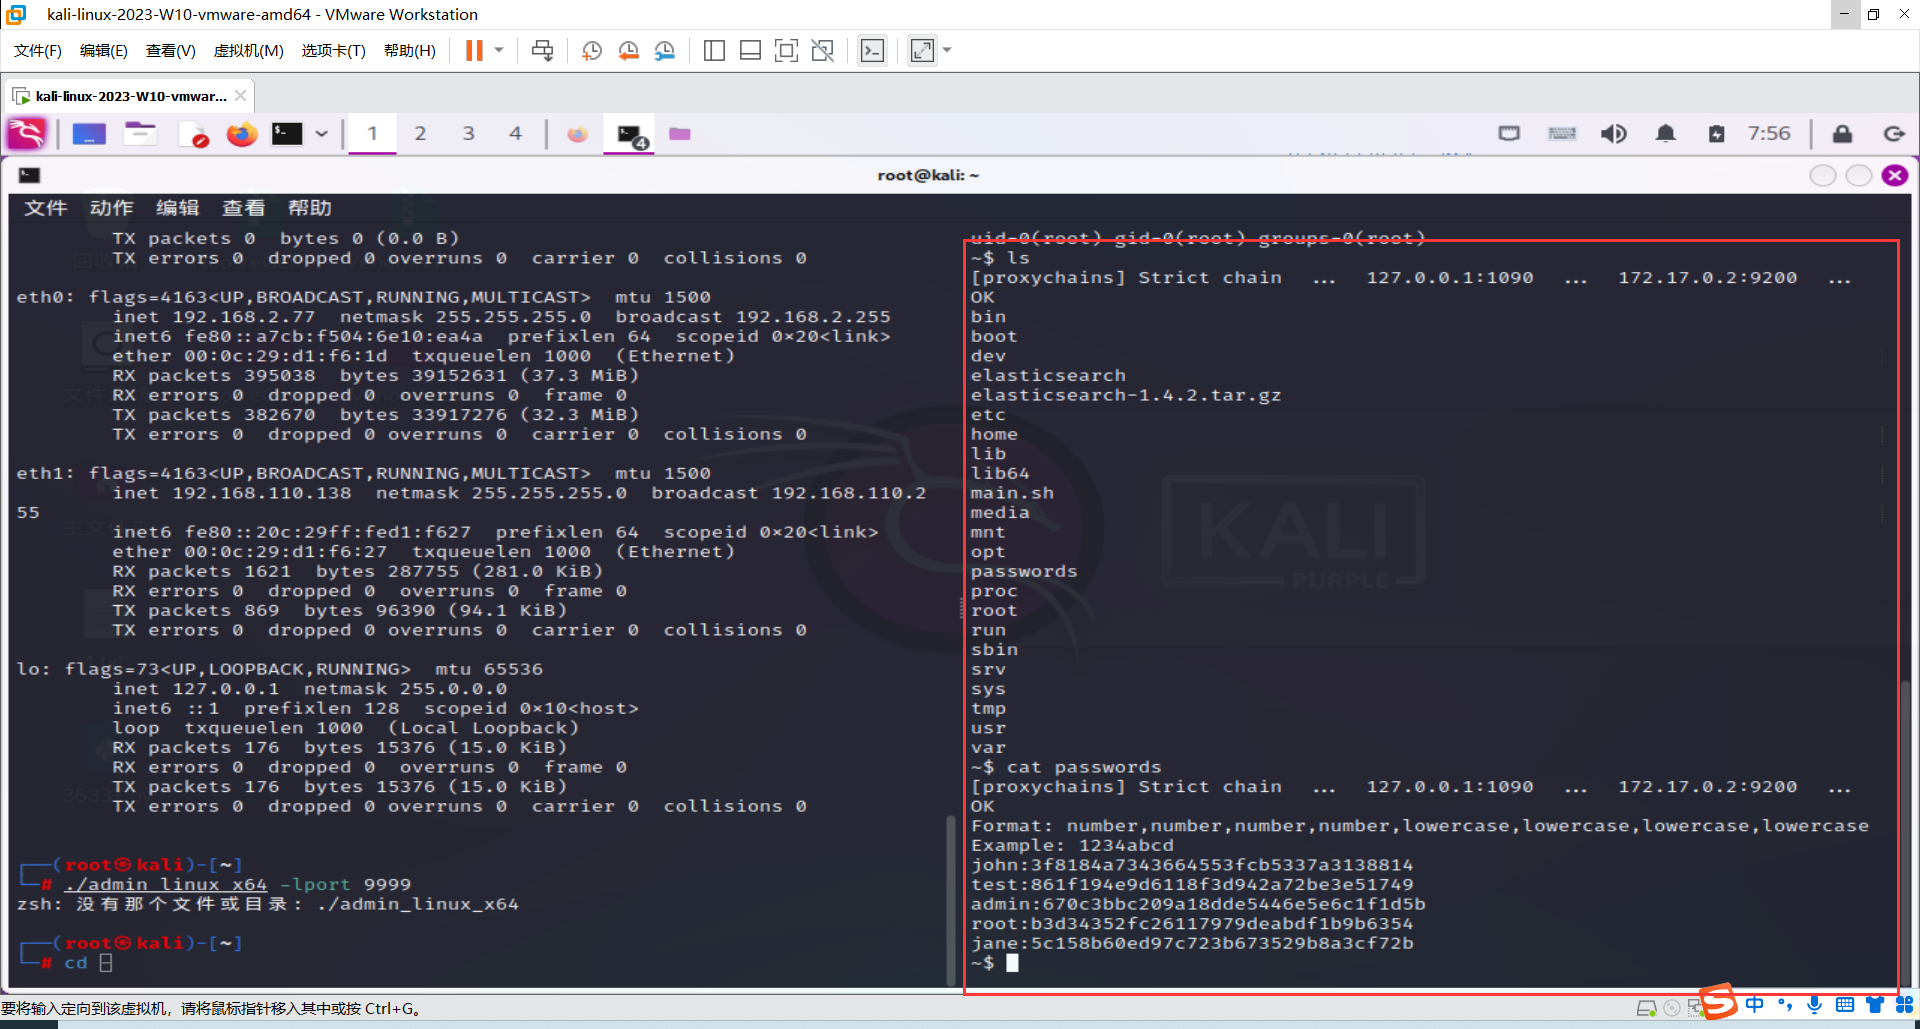 kali-linux-2023-W10-vmware-amd64 - VMware Workstation
文件(F) 编辑(E) 查看(V) 虚拟机(M) 选项卡(T) 帮助(H)
kali-linux-2023-W10-vmwar...
1 2 3 4 4 7:56
root@kali: ~
文件 动作 编辑 查看 帮助
TX packets 0  bytes 0 (0.0 B)
TX errors 0  dropped 0 overruns 0  carrier 0  collisions 0
eth0: flags=4163<UP,BROADCAST,RUNNING,MULTICAST>  mtu 1500
inet 192.168.2.77  netmask 255.255.255.0  broadcast 192.168.2.255
inet6 fe80::a7cb:f504:6e10:ea4a  prefixlen 64  scopeid 0×20<link>
ether 00:0c:29:d1:f6:1d  txqueuelen 1000  (Ethernet)
RX packets 395038  bytes 39152631 (37.3 MiB)
RX errors 0  dropped 0  overruns 0  frame 0
TX packets 382670  bytes 33917276 (32.3 MiB)
TX errors 0  dropped 0 overruns 0  carrier 0  collisions 0
eth1: flags=4163<UP,BROADCAST,RUNNING,MULTICAST>  mtu 1500
inet 192.168.110.138  netmask 255.255.255.0  broadcast 192.168.110.2
55
inet6 fe80::20c:29ff:fed1:f627  prefixlen 64  scopeid 0×20<link>
ether 00:0c:29:d1:f6:27  txqueuelen 1000  (Ethernet)
RX packets 1621  bytes 287755 (281.0 KiB)
RX errors 0  dropped 0  overruns 0  frame 0
TX packets 869  bytes 96390 (94.1 KiB)
TX errors 0  dropped 0 overruns 0  carrier 0  collisions 0
lo: flags=73<UP,LOOPBACK,RUNNING>  mtu 65536
inet 127.0.0.1  netmask 255.0.0.0
inet6 ::1  prefixlen 128  scopeid 0×10<host>
loop  txqueuelen 1000  (Local Loopback)
RX packets 176  bytes 15376 (15.0 KiB)
RX errors 0  dropped 0  overruns 0  frame 0
TX packets 176  bytes 15376 (15.0 KiB)
TX errors 0  dropped 0 overruns 0  carrier 0  collisions 0
┌──(root㉿kali)-[~]
└─# ./admin_linux_x64 -lport 9999
zsh: 没有那个文件或目录: ./admin_linux_x64
┌──(root㉿kali)-[~]
└─# cd
uid=0(root) gid=0(root) groups=0(root)
~$ ls
[proxychains] Strict chain  ...  127.0.0.1:1090  ...  172.17.0.2:9200  ...
OK
bin
boot
dev
elasticsearch
elasticsearch-1.4.2.tar.gz
etc
home
lib
lib64
main.sh
media
mnt
opt
passwords
proc
root
run
sbin
srv
sys
tmp
usr
var
~$ cat passwords
[proxychains] Strict chain  ...  127.0.0.1:1090  ...  172.17.0.2:9200  ...
OK
Format: number,number,number,number,lowercase,lowercase,lowercase,lowercase
Example: 1234abcd
john:3f8184a7343664553fcb5337a3138814
test:861f194e9d6118f3d942a72be3e51749
admin:670c3bbc209a18dde5446e5e6c1f1d5b
root:b3d34352fc26117979deabdf1b9b6354
jane:5c158b60ed97c723b673529b8a3cf72b
~$
KALI
PURPLE
要将输入定向到该虚拟机，请将鼠标指针移入其中或按 Ctrl+G。
中